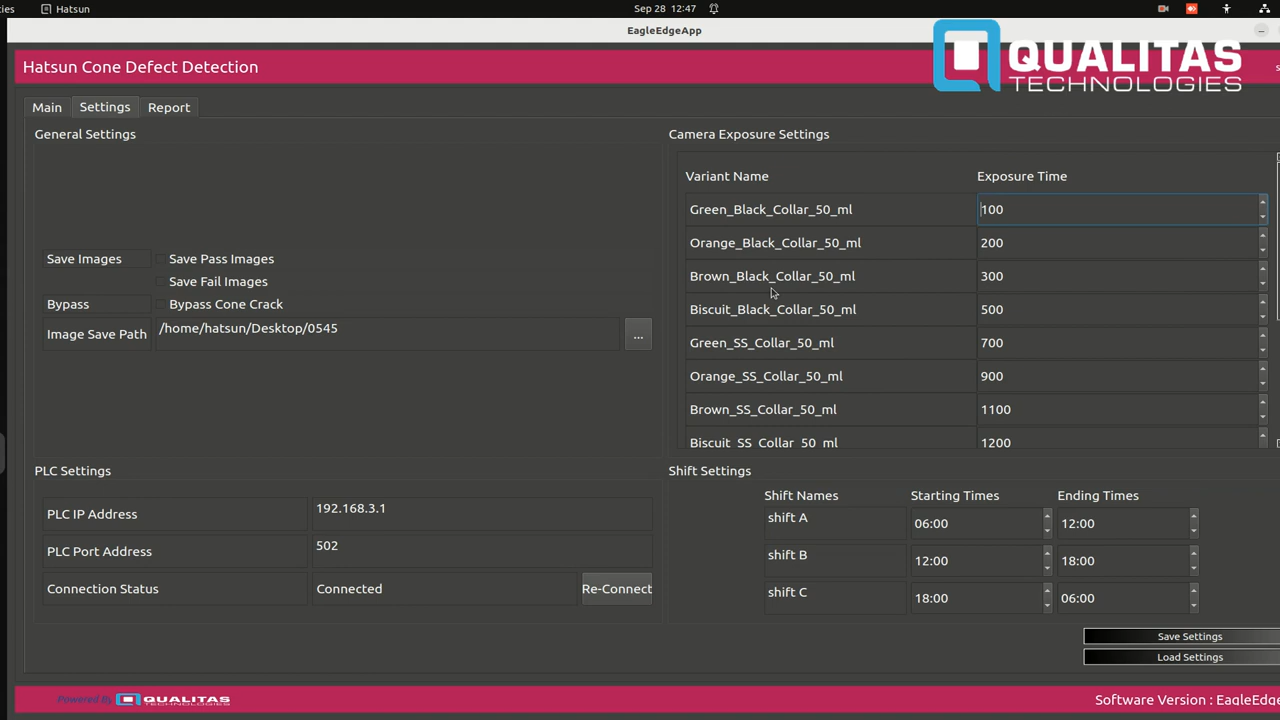 ties Hatsun Sep 28 12:47
EagleEdgeApp
QUALITAS
TECHNOLOGIES
Hatsun Cone Defect Detection
Main Settings Report
General Settings
Save Images Save Pass Images
Save Fail Images
Bypass Bypass Cone Crack
Image Save Path /home/hatsun/Desktop/0545 ...
Camera Exposure Settings
Variant Name Exposure Time
Green_Black_Collar_50_ml 100
Orange_Black_Collar_50_ml 200
Brown_Black_Collar_50_ml 300
Biscuit_Black_Collar_50_ml 500
Green_SS_Collar_50_ml 700
Orange_SS_Collar_50_ml 900
Brown_SS_Collar_50_ml 1100
Biscuit_SS_Collar_50_ml 1200
PLC Settings
PLC IP Address 192.168.3.1
PLC Port Address 502
Connection Status Connected Re-Connect
Shift Settings
Shift Names Starting Times Ending Times
shift A 06:00 12:00
shift B 12:00 18:00
shift C 18:00 06:00
Save Settings
Load Settings
Powered By QUALITAS
TECHNOLOGIES
Software Version : EagleEdge